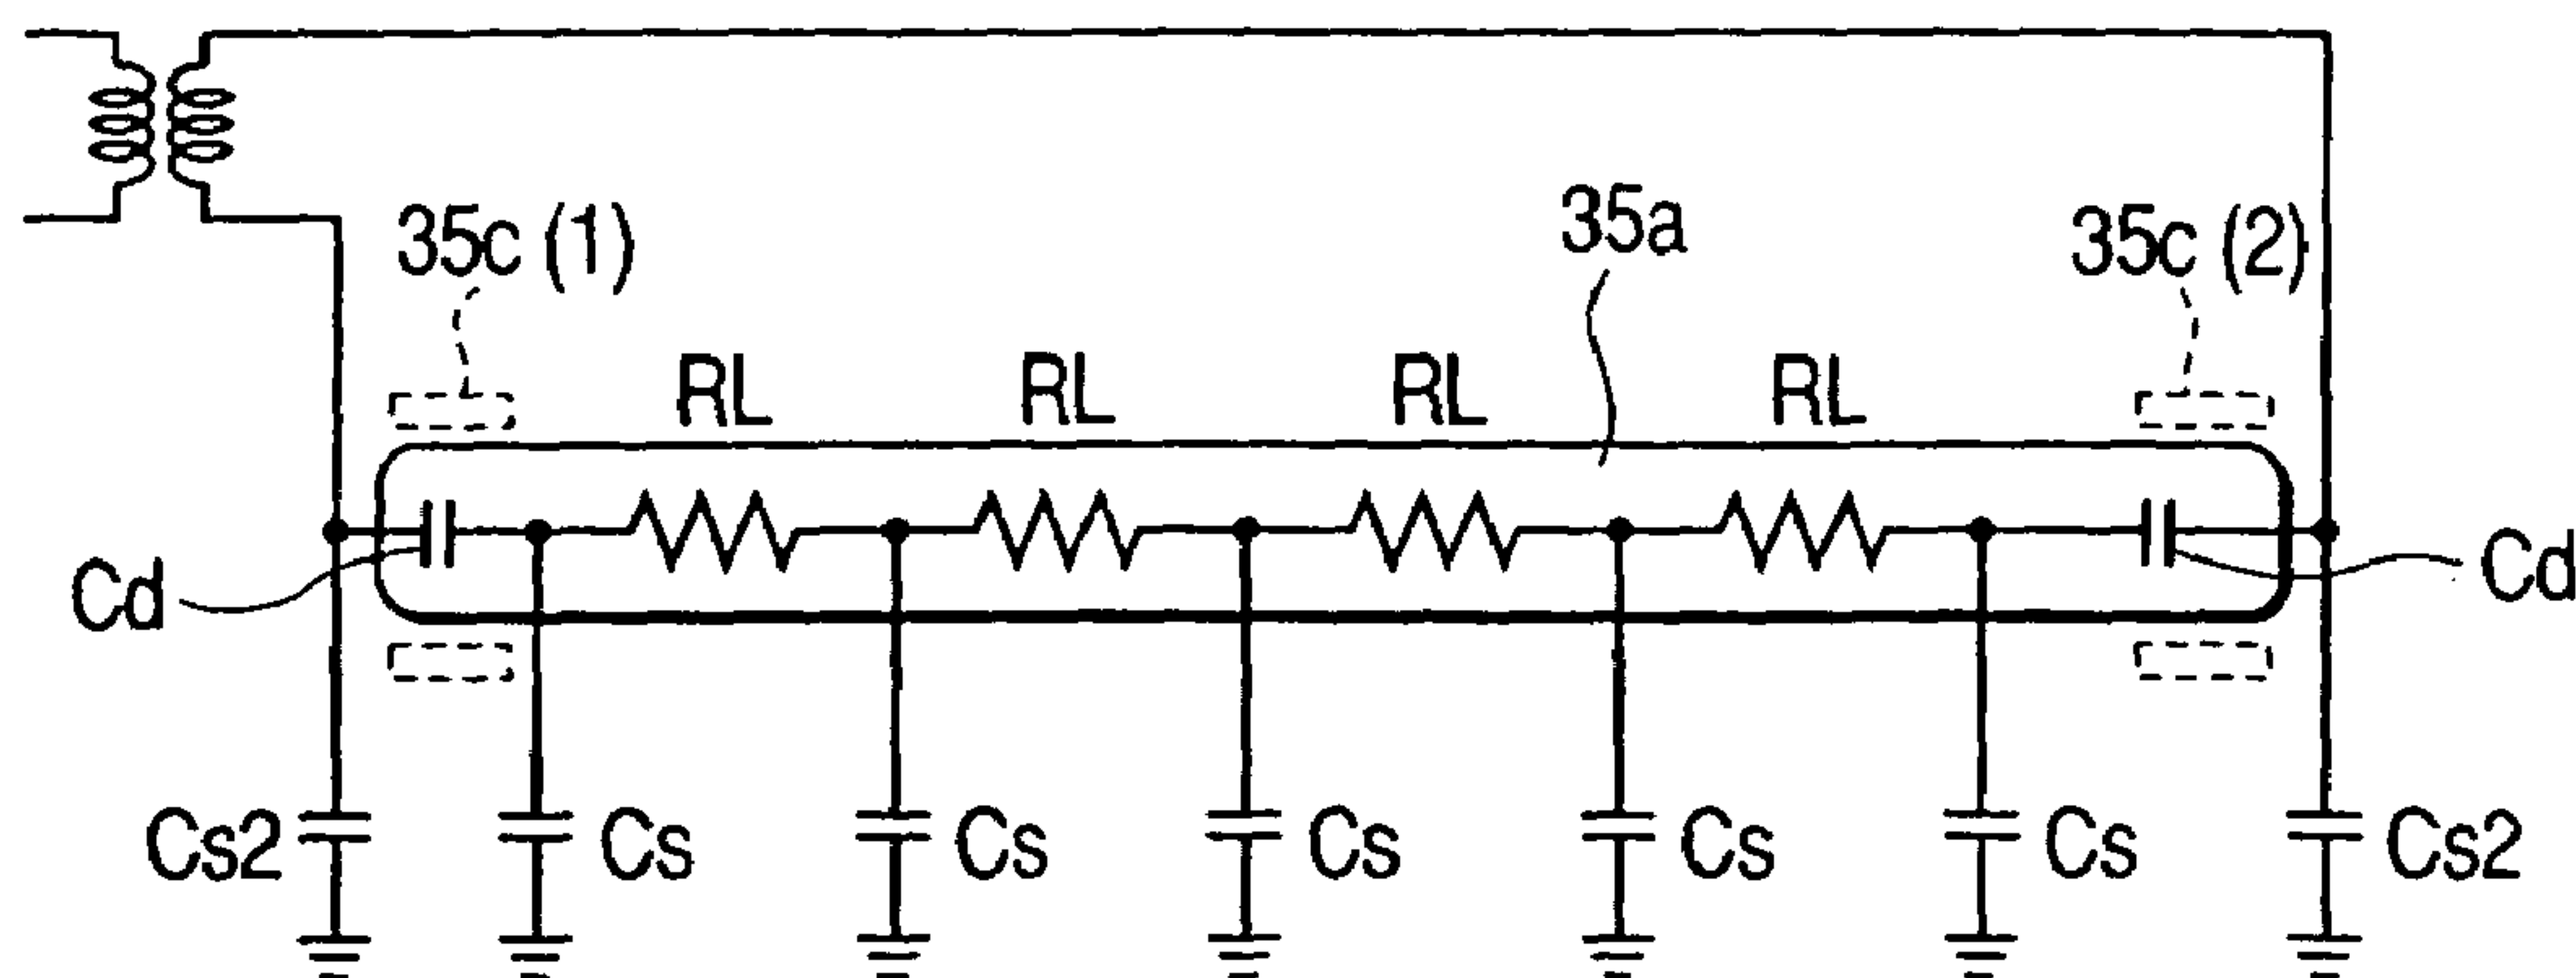 35c (1)
35a
35c (2)
RL RL RL RL
Cd Cd
Cs2 Cs Cs Cs Cs Cs Cs2